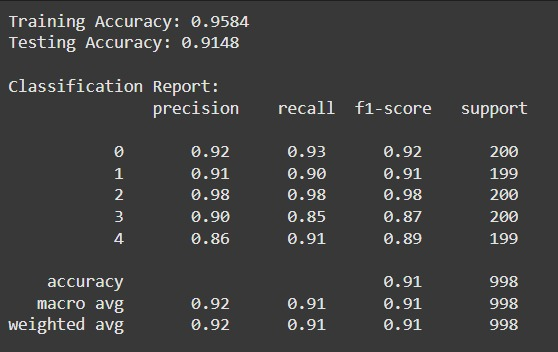 Training Accuracy: 0.9584
Testing Accuracy: 0.9148
Classification Report:
precision recall f1-score support
0 0.92 0.93 0.92 200
1 0.91 0.90 0.91 199
2 0.98 0.98 0.98 200
3 0.90 0.85 0.87 200
4 0.86 0.91 0.89 199
accuracy 0.91 998
macro avg 0.92 0.91 0.91 998
weighted avg 0.92 0.91 0.91 998